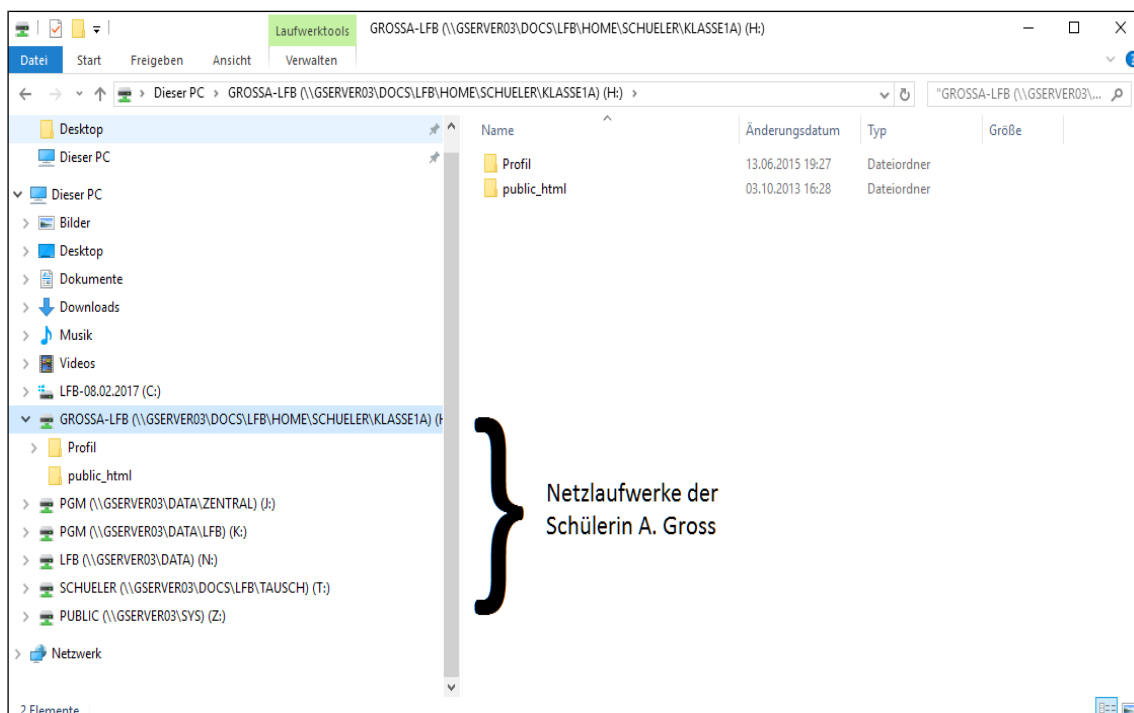 Laufwerktools GROSSA-LFB (\\GSERVER03\DOCS\LFB\HOME\SCHUELER\KLASSE1A) (H:)
Datei Start Freigeben Ansicht Verwalten
Dieser PC > GROSSA-LFB (\\GSERVER03\DOCS\LFB\HOME\SCHUELER\KLASSE1A) (H:) > "GROSSA-LFB (\\GSERVER03\...
Desktop
Dieser PC
Dieser PC
Bilder
Desktop
Dokumente
Downloads
Musik
Videos
LFB-08.02.2017 (C:)
GROSSA-LFB (\\GSERVER03\DOCS\LFB\HOME\SCHUELER\KLASSE1A) (H
Profil
public_html
PGM (\\GSERVER03\DATA\ZENTRAL) (J:)
PGM (\\GSERVER03\DATA\LFB) (K:)
LFB (\\GSERVER03\DATA) (N:)
SCHUELER (\\GSERVER03\DOCS\LFB\TAUSCH) (T:)
PUBLIC (\\GSERVER03\SYS) (Z:)
Netzwerk
Name Änderungsdatum Typ Größe
Profil 13.06.2015 19:27 Dateiordner
public_html 03.10.2013 16:28 Dateiordner
Netzlaufwerke der
Schülerin A. Gross
2 Elemente